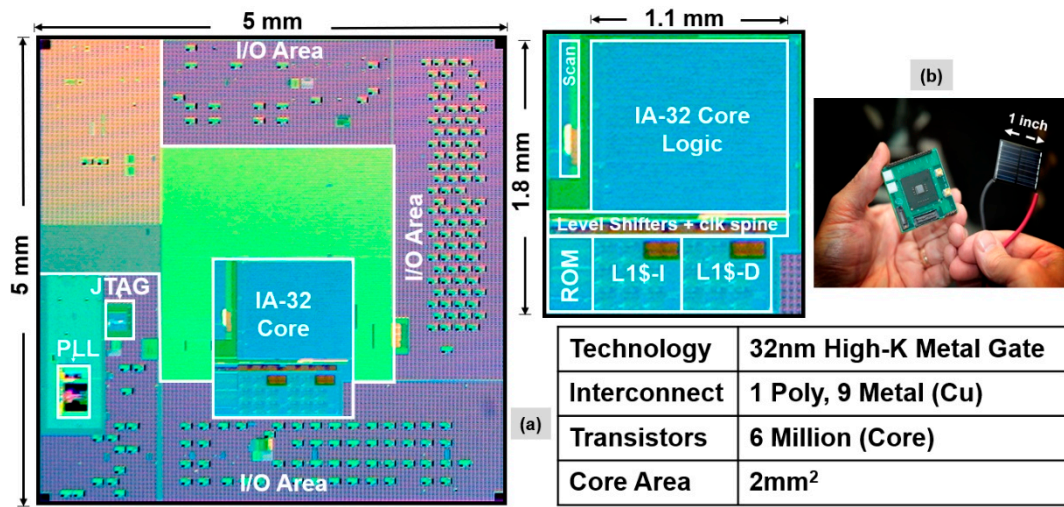 5 mm
5 mm
I/O Area
I/O Area
JTAG
PLL
IA-32
Core
I/O Area
(a)
1.1 mm
1.8 mm
Scan
IA-32 Core
Logic
Level Shifters + clk spine
ROM
L1$-I
L1$-D
(b)
1 inch
Technology 32nm High-K Metal Gate
Interconnect 1 Poly, 9 Metal (Cu)
Transistors 6 Million (Core)
Core Area 2mm²